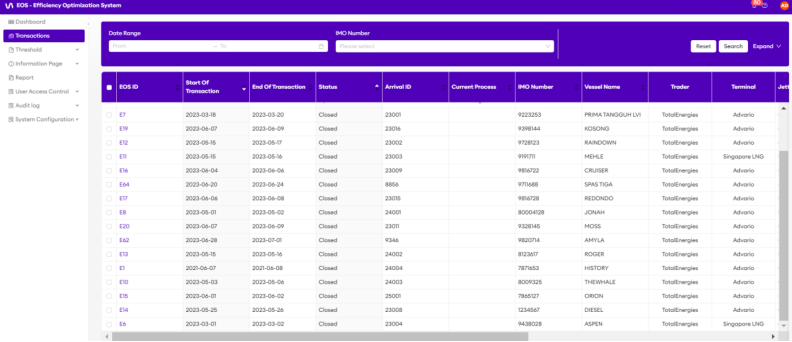 EOS - Efficiency Optimization System
80
AD
Dashboard
Transactions
Threshold
Information Page
Report
User Access Control
Audit log
System Configuration
Date Range
From → To
IMO Number
Please select
Reset Search Expand
EOS ID Start Of Transaction End Of Transaction Status Arrival ID Current Process IMO Number Vessel Name Trader Terminal Jett
E7 2023-03-18 2023-03-20 Closed 23001 9223253 PRIMA TANGGUH LVI TotalEnergies Advario
E19 2023-06-07 2023-06-09 Closed 23016 9398144 KOSONG TotalEnergies Advario
E12 2023-05-15 2023-05-17 Closed 23002 9728123 RAINDOWN TotalEnergies Advario
E11 2023-05-15 2023-05-16 Closed 23003 9191711 MEHLE TotalEnergies Singapore LNG
E16 2023-06-04 2023-06-06 Closed 23009 9816722 CRUISER TotalEnergies Advario
E64 2023-06-20 2023-06-24 Closed 8856 9711688 SPAS TIGA TotalEnergies Advario
E17 2023-06-06 2023-06-08 Closed 23015 9816728 REDONDO TotalEnergies Advario
E8 2023-05-01 2023-05-02 Closed 24001 80004128 JONAH TotalEnergies Advario
E20 2023-06-07 2023-06-09 Closed 23011 9328145 MOSS TotalEnergies Advario
E62 2023-06-28 2023-07-01 Closed 9346 9820714 AMYLA TotalEnergies Advario
E13 2023-05-15 2023-05-16 Closed 24002 8123617 ROGER TotalEnergies Advario
E1 2021-06-07 2021-06-08 Closed 24004 7871653 HISTORY TotalEnergies Advario
E10 2023-05-03 2023-05-06 Closed 24003 8009325 THEWHALE TotalEnergies Advario
E15 2023-06-01 2023-06-02 Closed 25001 7865127 ORION TotalEnergies Advario
E14 2023-05-25 2023-05-26 Closed 23008 1234567 DIESEL TotalEnergies Advario
E6 2023-03-01 2023-03-02 Closed 23004 9438028 ASPEN TotalEnergies Singapore LNG